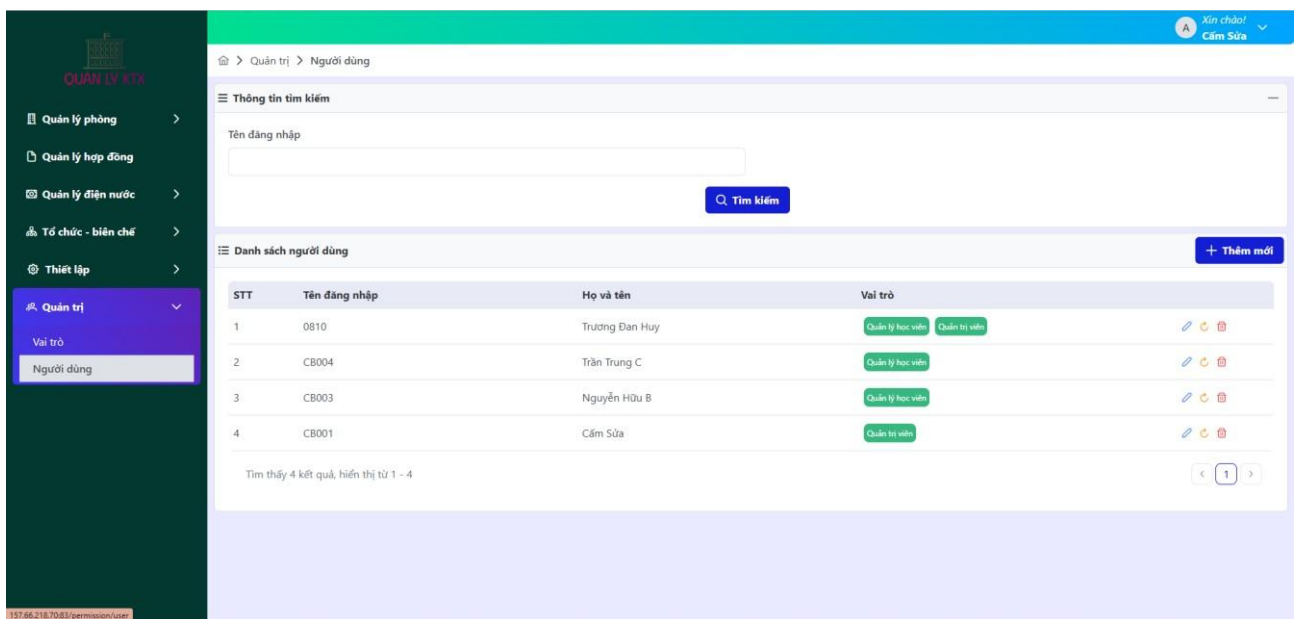 Xin chào!
A
Cấm Sửa
QUẢN LÝ KTX
Quản trị > Người dùng
Thông tin tìm kiếm
Quản lý phòng
Tên đăng nhập
Quản lý hợp đồng
Quản lý điện nước
Tìm kiếm
Tổ chức - biên chế
Danh sách người dùng
+ Thêm mới
Thiết lập
Quản trị
STT Tên đăng nhập Họ và tên Vai trò
1 0810 Trương Đan Huy Quản lý học viên Quản trị viên
Vai trò
2 CB004 Trần Trung C Quản lý học viên
Người dùng
3 CB003 Nguyễn Hữu B Quản lý học viên
4 CB001 Cấm Sửa Quản trị viên
Tìm thấy 4 kết quả, hiển thị từ 1 - 4
< 1 >
157.66.218.70:83/permission/user